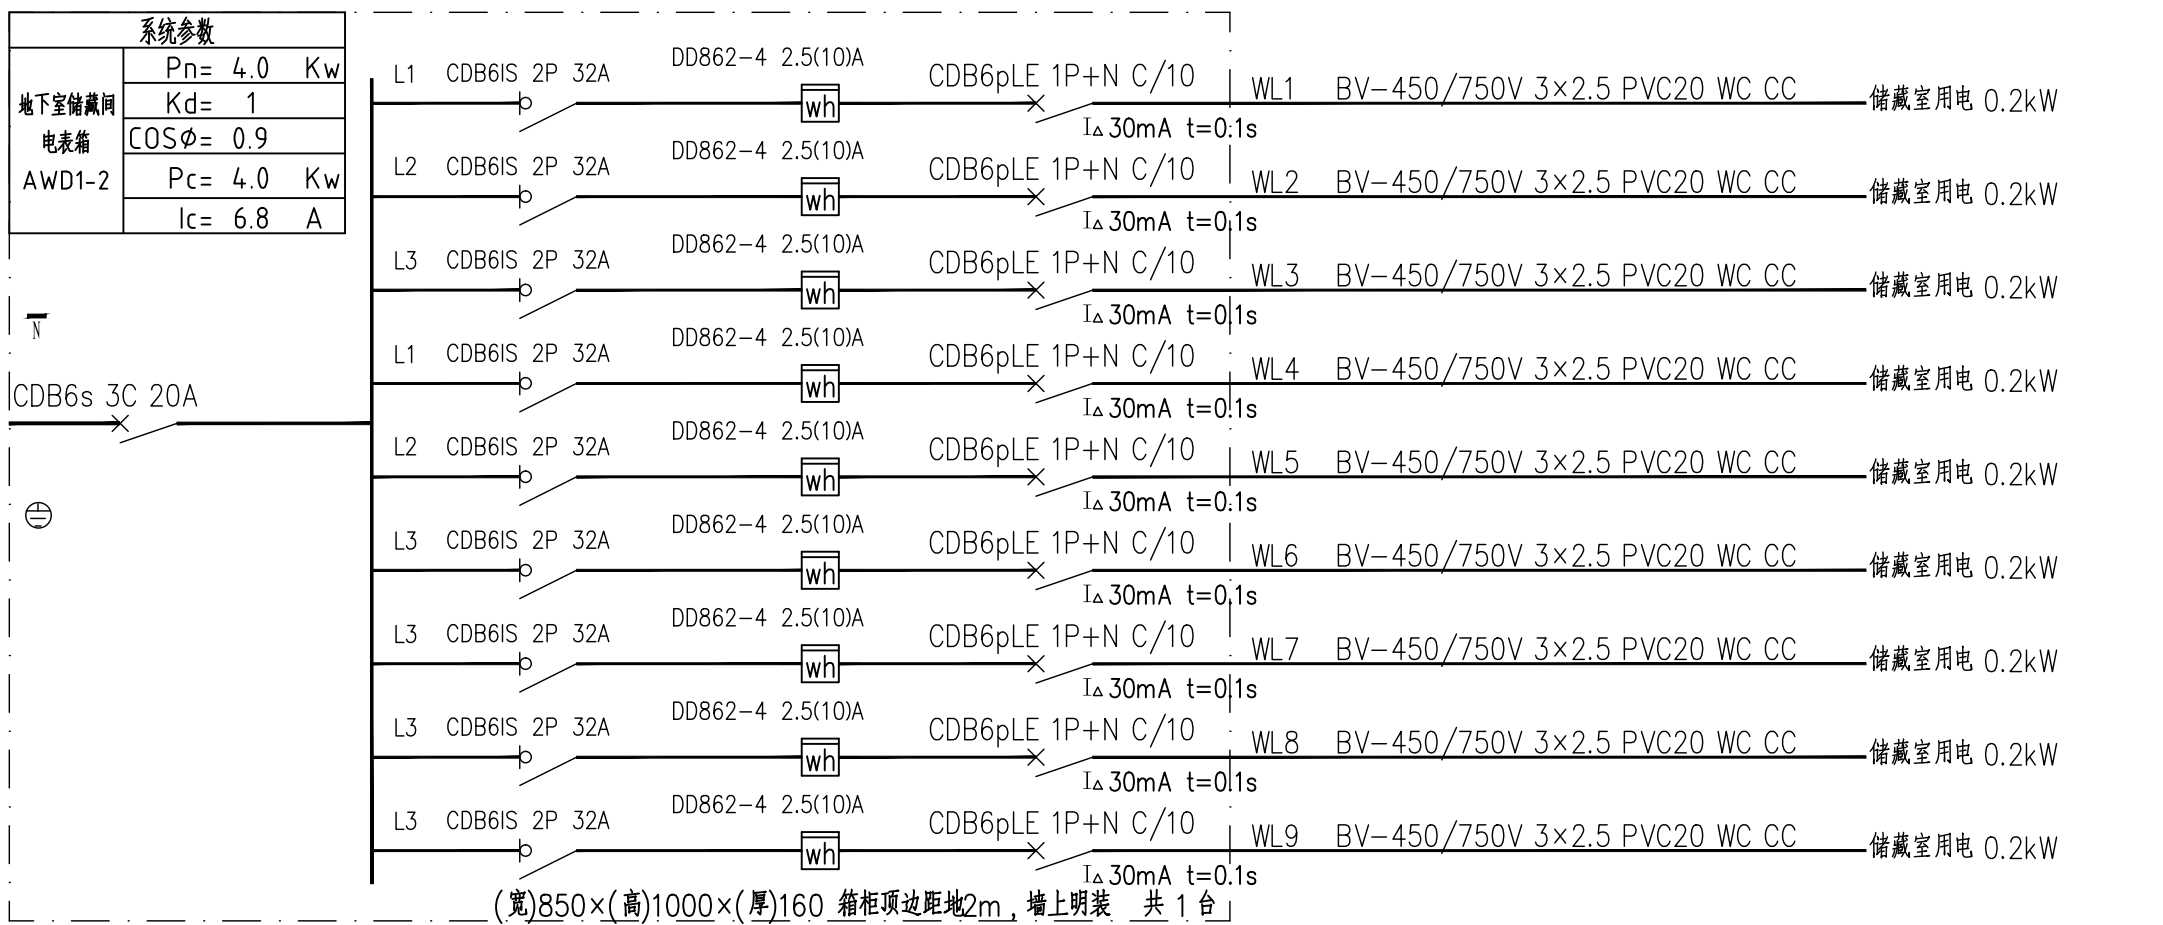 系统参数
地下室储藏间
电表箱
AWD1-2
Pn= 4.0 Kw
Kd= 1
COSφ= 0.9
Pc= 4.0 Kw
Ic= 6.8 A
N
CDB6s 3C 20A
L1 CDB6IS 2P 32A DD862-4 2.5(10)A wh CDB6pLE 1P+N C/10 WL1 BV-450/750V 3×2.5 PVC20 WC CC 储藏室用电 0.2kW
I△ 30mA t=0.1s
L2 CDB6IS 2P 32A DD862-4 2.5(10)A wh CDB6pLE 1P+N C/10 WL2 BV-450/750V 3×2.5 PVC20 WC CC 储藏室用电 0.2kW
I△ 30mA t=0.1s
L3 CDB6IS 2P 32A DD862-4 2.5(10)A wh CDB6pLE 1P+N C/10 WL3 BV-450/750V 3×2.5 PVC20 WC CC 储藏室用电 0.2kW
I△ 30mA t=0.1s
L1 CDB6IS 2P 32A DD862-4 2.5(10)A wh CDB6pLE 1P+N C/10 WL4 BV-450/750V 3×2.5 PVC20 WC CC 储藏室用电 0.2kW
I△ 30mA t=0.1s
L2 CDB6IS 2P 32A DD862-4 2.5(10)A wh CDB6pLE 1P+N C/10 WL5 BV-450/750V 3×2.5 PVC20 WC CC 储藏室用电 0.2kW
I△ 30mA t=0.1s
L3 CDB6IS 2P 32A DD862-4 2.5(10)A wh CDB6pLE 1P+N C/10 WL6 BV-450/750V 3×2.5 PVC20 WC CC 储藏室用电 0.2kW
I△ 30mA t=0.1s
L3 CDB6IS 2P 32A DD862-4 2.5(10)A wh CDB6pLE 1P+N C/10 WL7 BV-450/750V 3×2.5 PVC20 WC CC 储藏室用电 0.2kW
I△ 30mA t=0.1s
L3 CDB6IS 2P 32A DD862-4 2.5(10)A wh CDB6pLE 1P+N C/10 WL8 BV-450/750V 3×2.5 PVC20 WC CC 储藏室用电 0.2kW
I△ 30mA t=0.1s
L3 CDB6IS 2P 32A DD862-4 2.5(10)A wh CDB6pLE 1P+N C/10 WL9 BV-450/750V 3×2.5 PVC20 WC CC 储藏室用电 0.2kW
I△ 30mA t=0.1s
(宽)850×(高)1000×(厚)160 箱柜顶边距地2m，墙上明装 共 1 台